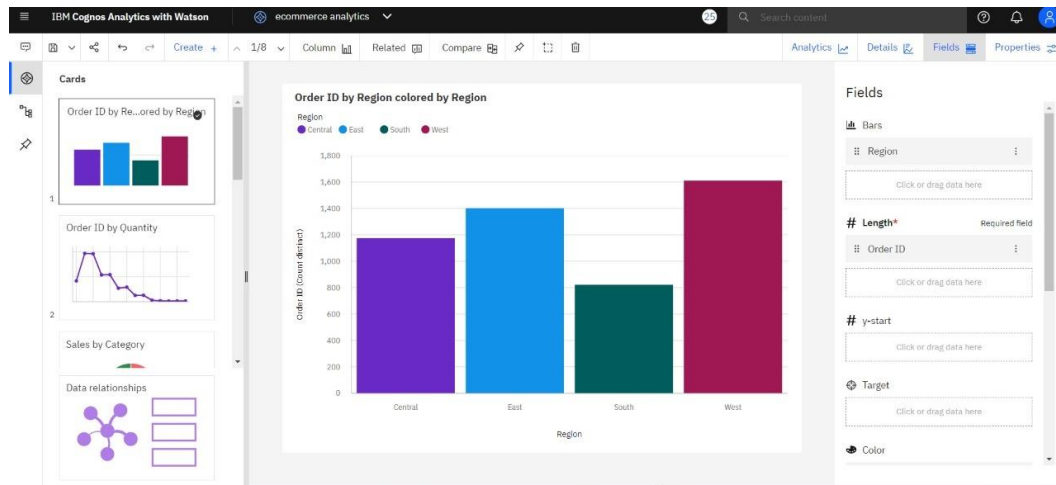 IBM Cognos Analytics with Watson
ecommerce analytics
25
Search content
Create +
1/8
Column
Related
Compare
Analytics
Details
Fields
Properties
Cards
Order ID by Re...ored by Region
1
Order ID by Quantity
2
Sales by Category
Data relationships
Order ID by Region colored by Region
Region
Central East South West
1,800
1,600
1,400
1,200
1,000
800
600
400
200
0
Order ID (Count distinct)
Central East South West
Region
Fields
Bars
Region
Click or drag data here
# Length* Required field
Order ID
Click or drag data here
# y-start
Click or drag data here
Target
Click or drag data here
Color